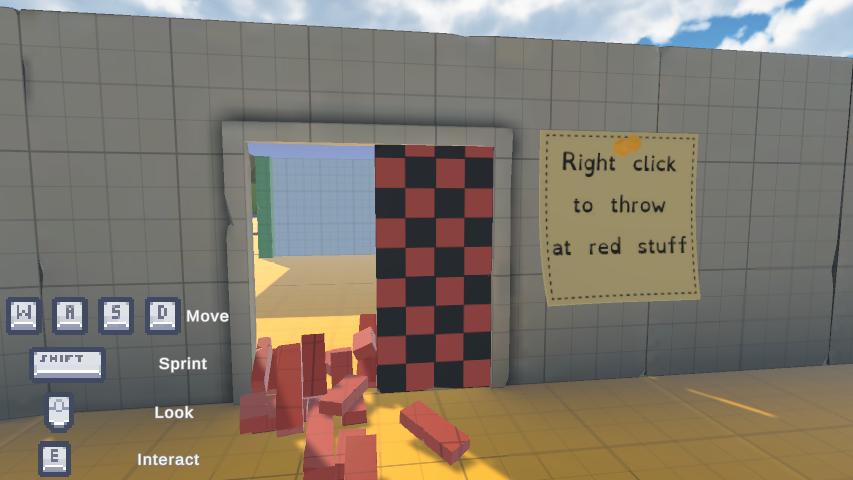 Right click
to throw
at red stuff
W A S D Move
SHIFT Sprint
Look
E Interact